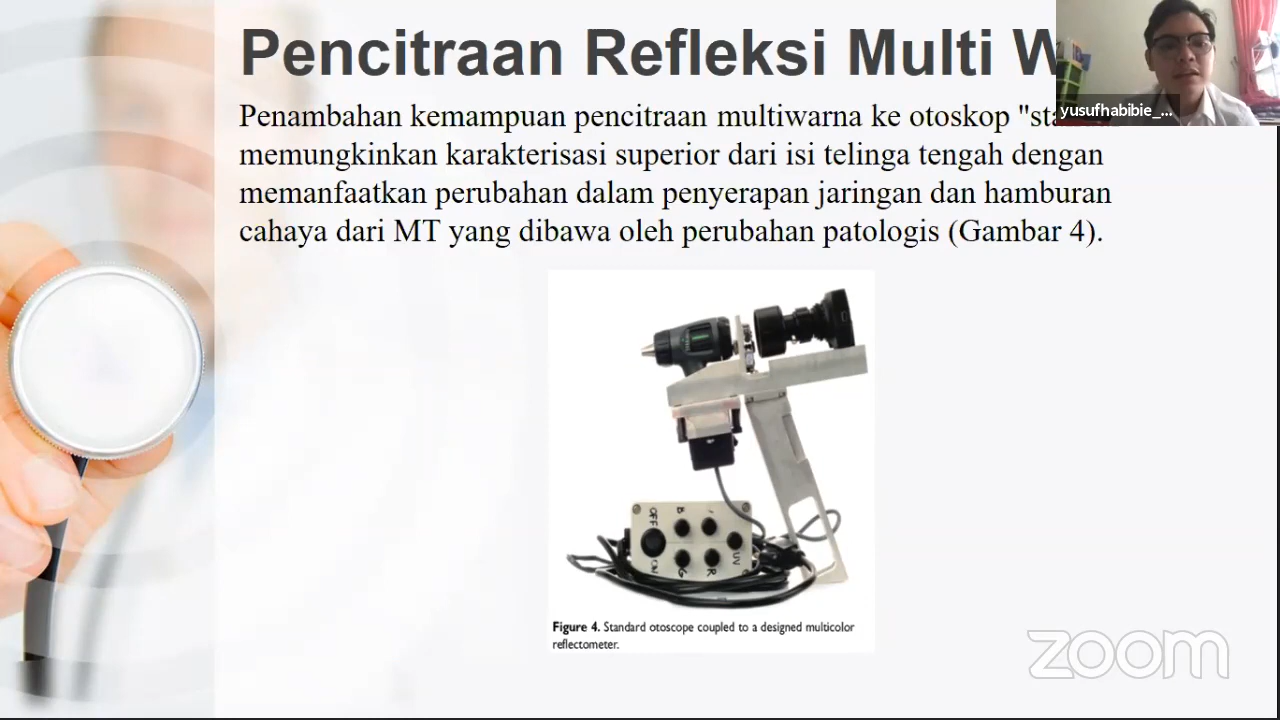 Pencitraan Refleksi Multi W
yusufhabibie_...
Penambahan kemampuan pencitraan multiwarna ke otoskop "sta
memungkinkan karakterisasi superior dari isi telinga tengah dengan
memanfaatkan perubahan dalam penyerapan jaringan dan hamburan
cahaya dari MT yang dibawa oleh perubahan patologis (Gambar 4).
OFF B
ON G R UV
Figure 4. Standard otoscope coupled to a designed multicolor
reflectometer.
zoom